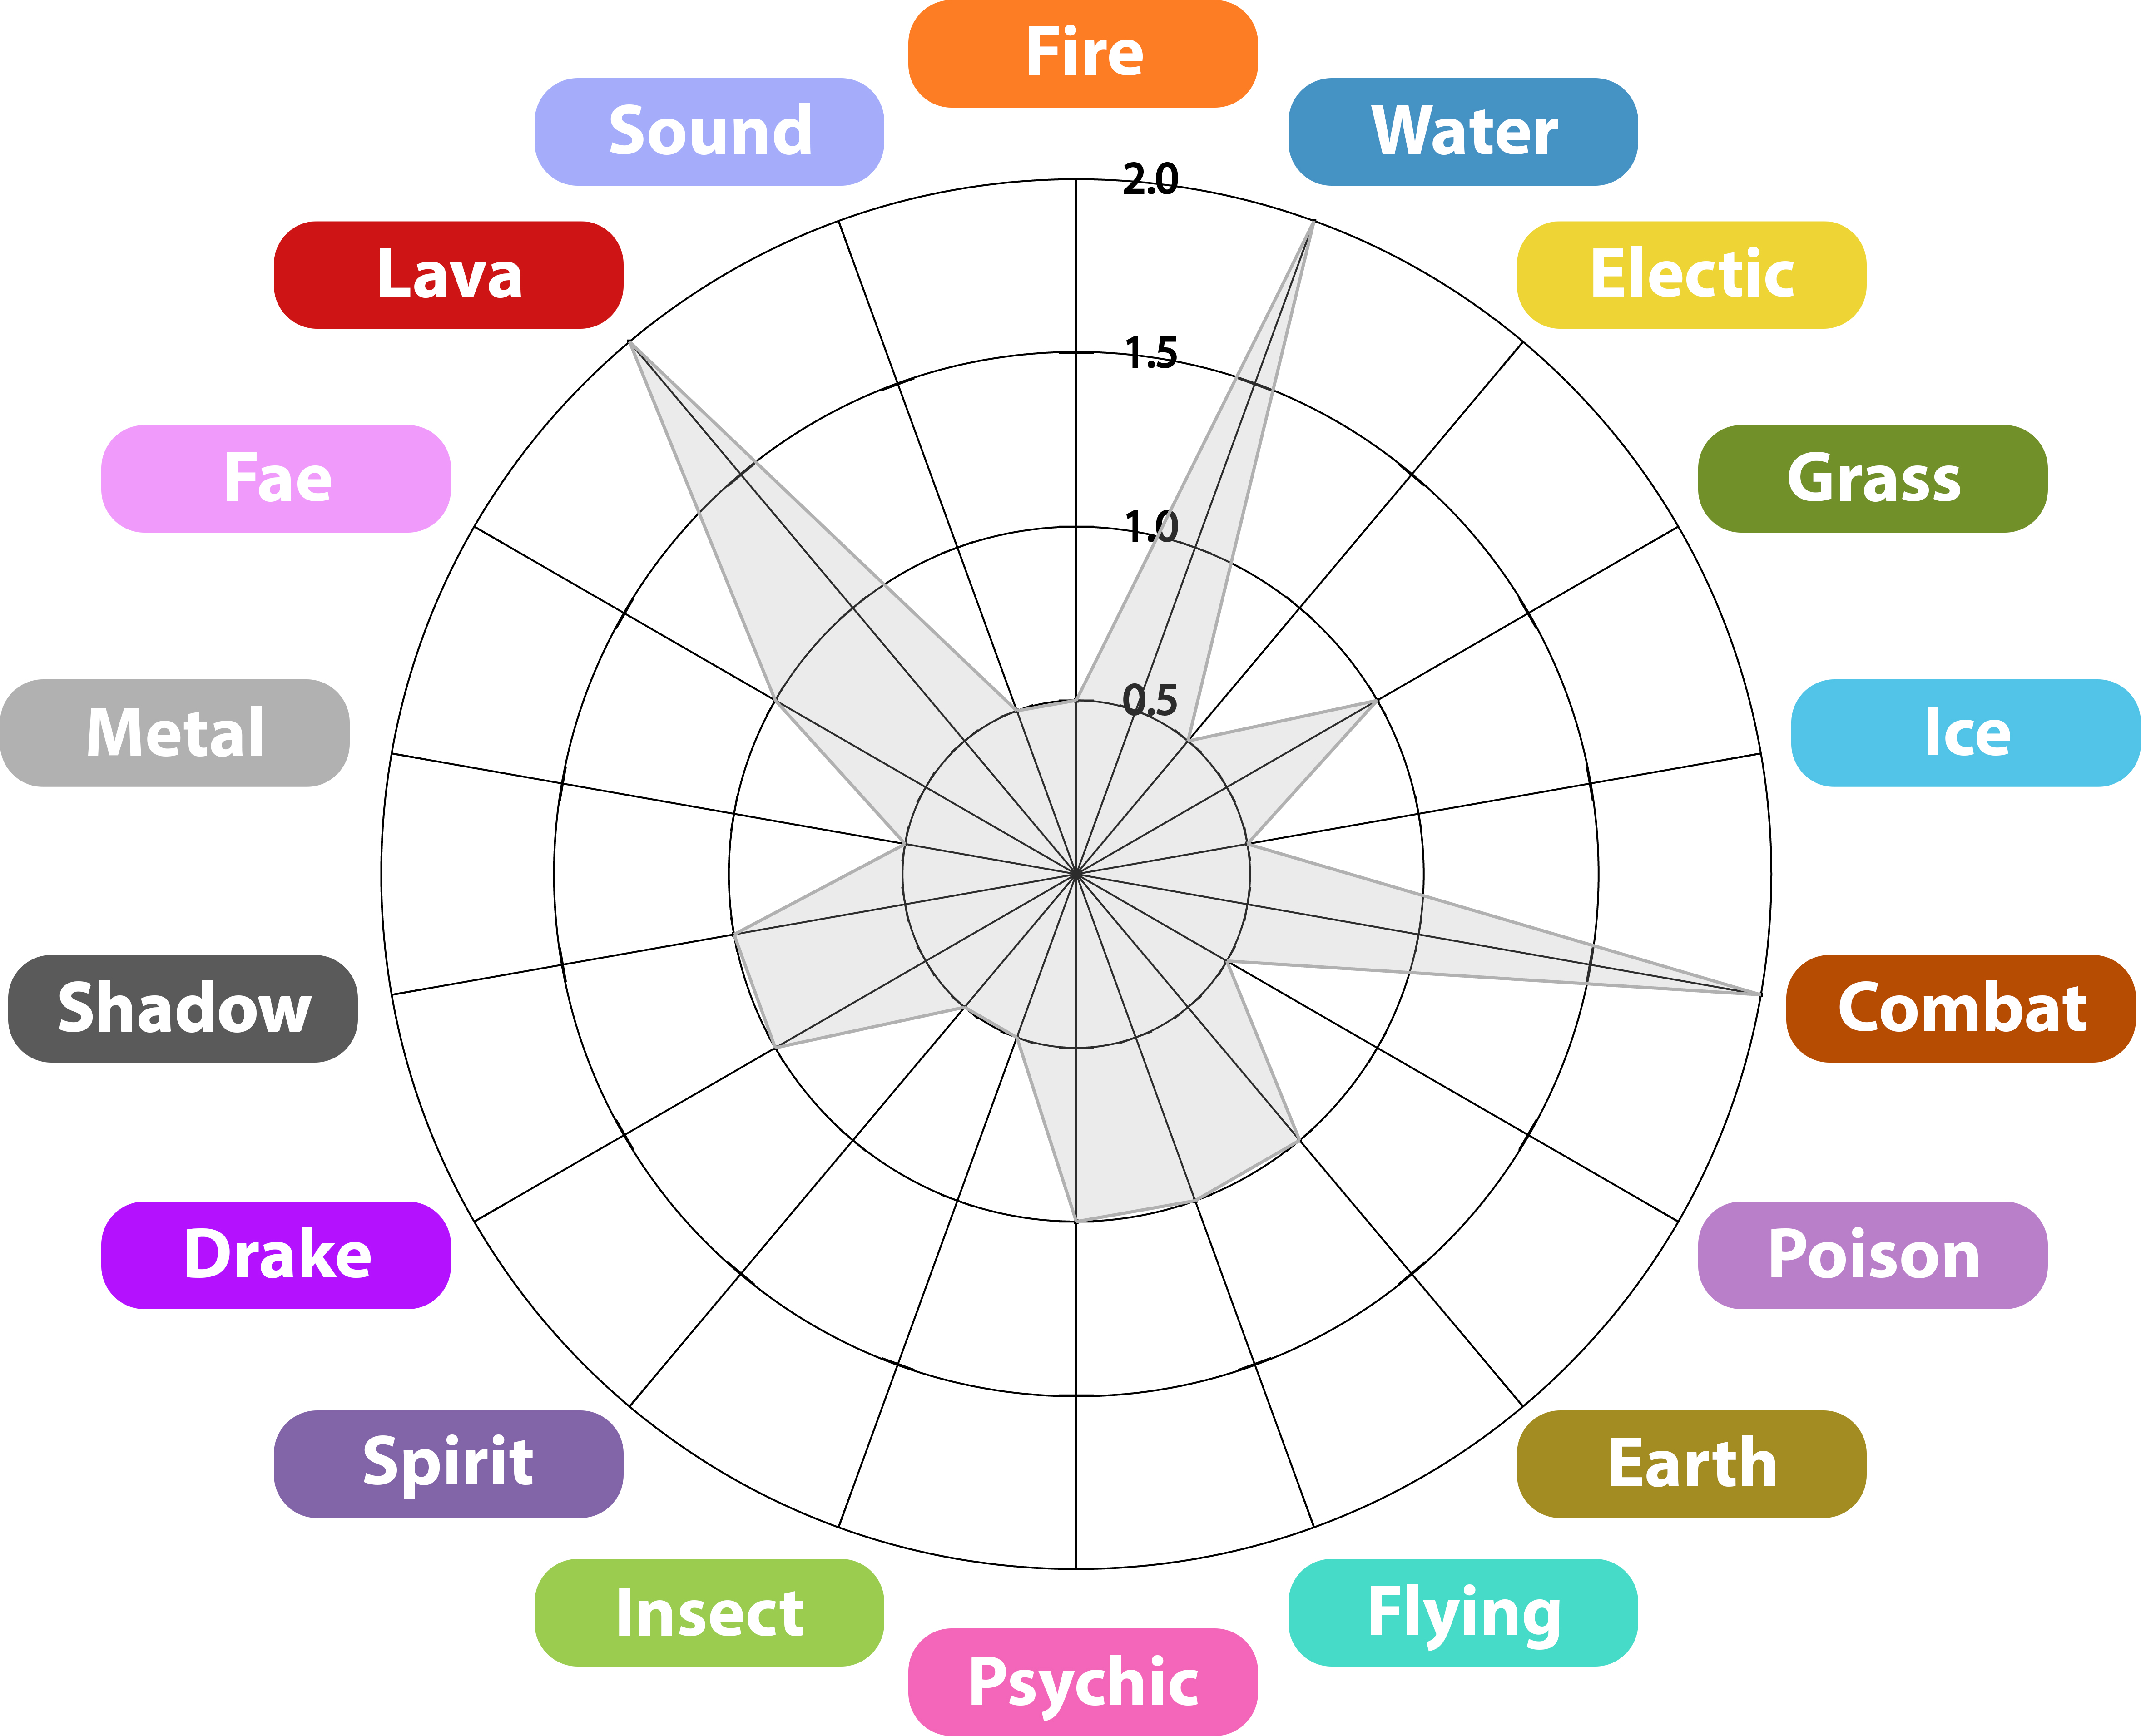 Fire
Sound
Water
2.0
Lava
Electic
1.5
Fae
Grass
1.0
Metal
Ice
0.5
Shadow
Combat
Drake
Poison
Spirit
Earth
Insect
Flying
Psychic